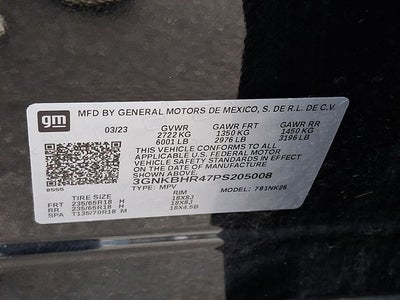 gm
MFD BY GENERAL MOTORS DE MEXICO, S. DE R.L. DE C.V.
03/23 GVWR GAWR FRT GAWR RR
2722 KG 1350 KG 1450 KG
6001 LB 2976 LB 3196 LB
THIS VEHICLE CONFORMS TO ALL
APPLICABLE U.S. FEDERAL MOTOR
VEHICLE SAFETY STANDARDS IN EFFECT
ON THE DATE OF MANUFACTURE
SHOWN ABOVE.
3GNKBHR47PS205008
TYPE: MPV MODEL: 781NK26
8555
TIRE SIZE RIM
FRT 235/65R18 H 18X8J
RR 235/65R18 H 18X8J
SPA T135/70R18 M 18X4.5B